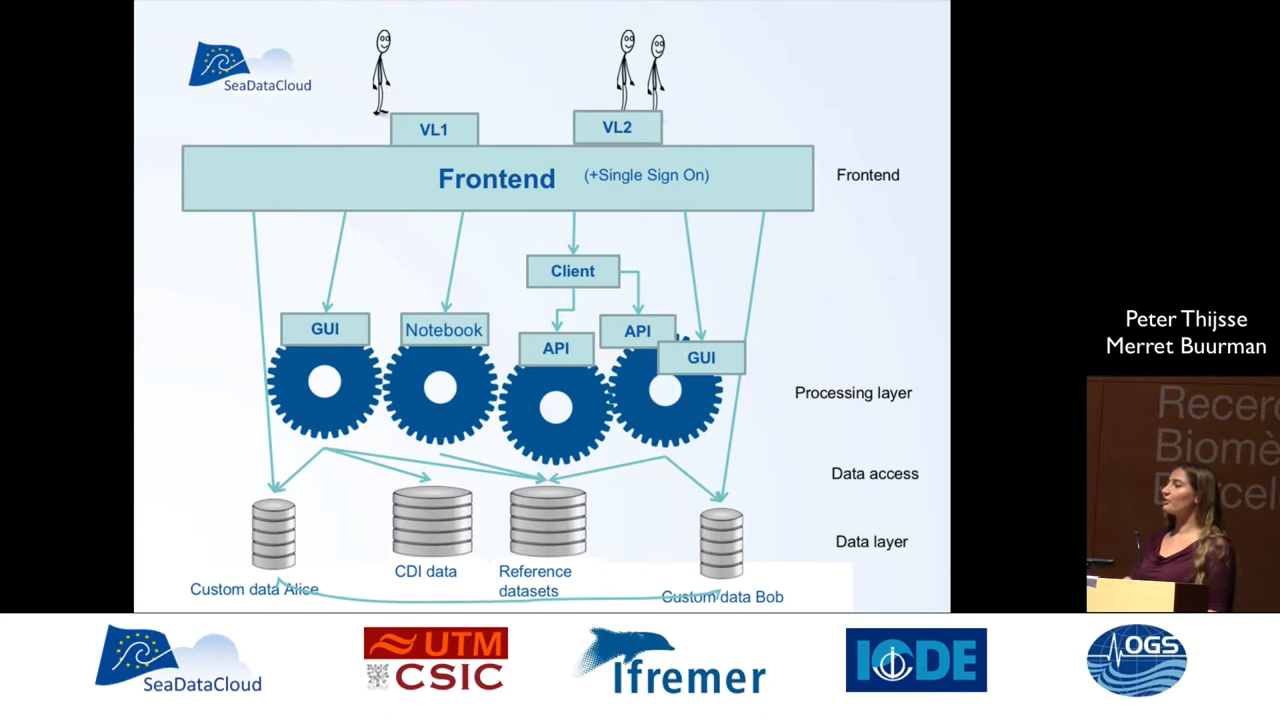 SeaDataCloud
VL1
VL2
Frontend (+Single Sign On)
Frontend
Client
GUI
Notebook
API
API
GUI
Processing layer
Data access
Data layer
Custom data Alice
CDI data
Reference
datasets
Custom data Bob
Peter Thijsse
Merret Buurman
SeaDataCloud
UTM
CSIC
Ifremer
IODE
OGS